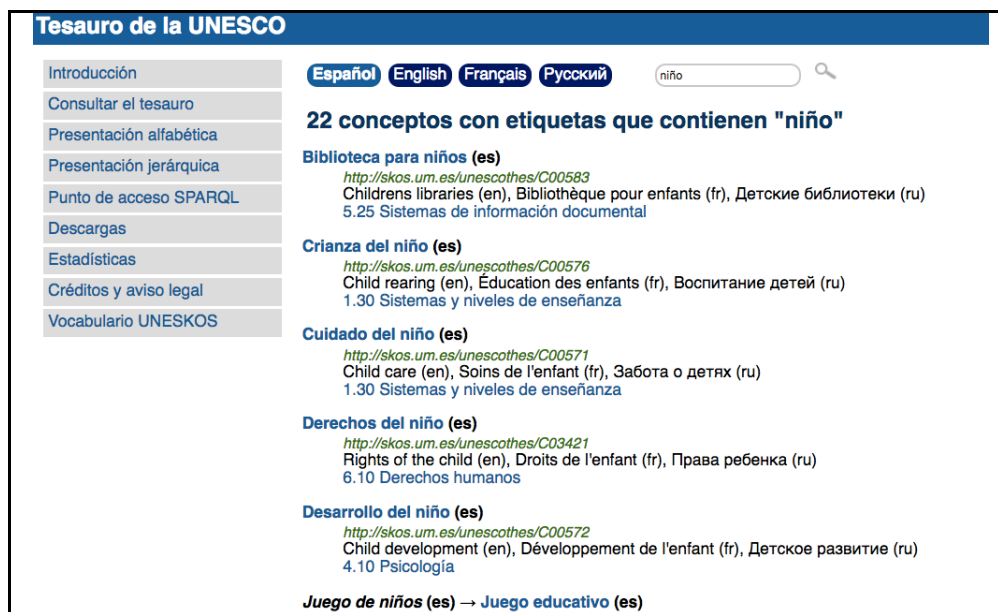 Tesauro de la UNESCO
Introducción
Consultar el tesauro
Presentación alfabética
Presentación jerárquica
Punto de acceso SPARQL
Descargas
Estadísticas
Créditos y aviso legal
Vocabulario UNESKOS
Español English Français Русский niño
22 conceptos con etiquetas que contienen "niño"
Biblioteca para niños (es)
http://skos.um.es/unescothes/C00583
Childrens libraries (en), Bibliothèque pour enfants (fr), Детские библиотеки (ru)
5.25 Sistemas de información documental
Crianza del niño (es)
http://skos.um.es/unescothes/C00576
Child rearing (en), Éducation des enfants (fr), Воспитание детей (ru)
1.30 Sistemas y niveles de enseñanza
Cuidado del niño (es)
http://skos.um.es/unescothes/C00571
Child care (en), Soins de l'enfant (fr), Забота о детях (ru)
1.30 Sistemas y niveles de enseñanza
Derechos del niño (es)
http://skos.um.es/unescothes/C03421
Rights of the child (en), Droits de l'enfant (fr), Права ребенка (ru)
6.10 Derechos humanos
Desarrollo del niño (es)
http://skos.um.es/unescothes/C00572
Child development (en), Développement de l'enfant (fr), Детское развитие (ru)
4.10 Psicología
Juego de niños (es) → Juego educativo (es)